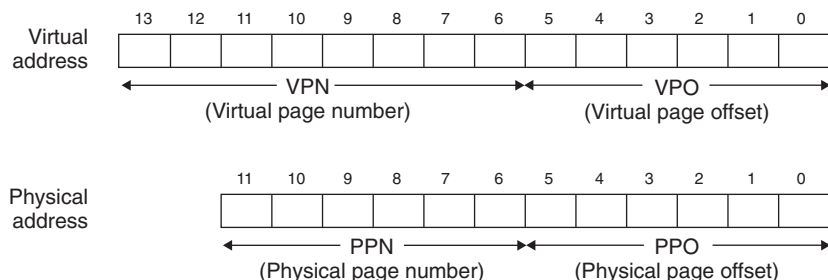 13 12 11 10 9 8 7 6 5 4 3 2 1 0
Virtual
address
VPN VPO
(Virtual page number) (Virtual page offset)
11 10 9 8 7 6 5 4 3 2 1 0
Physical
address
PPN PPO
(Physical page number) (Physical page offset)